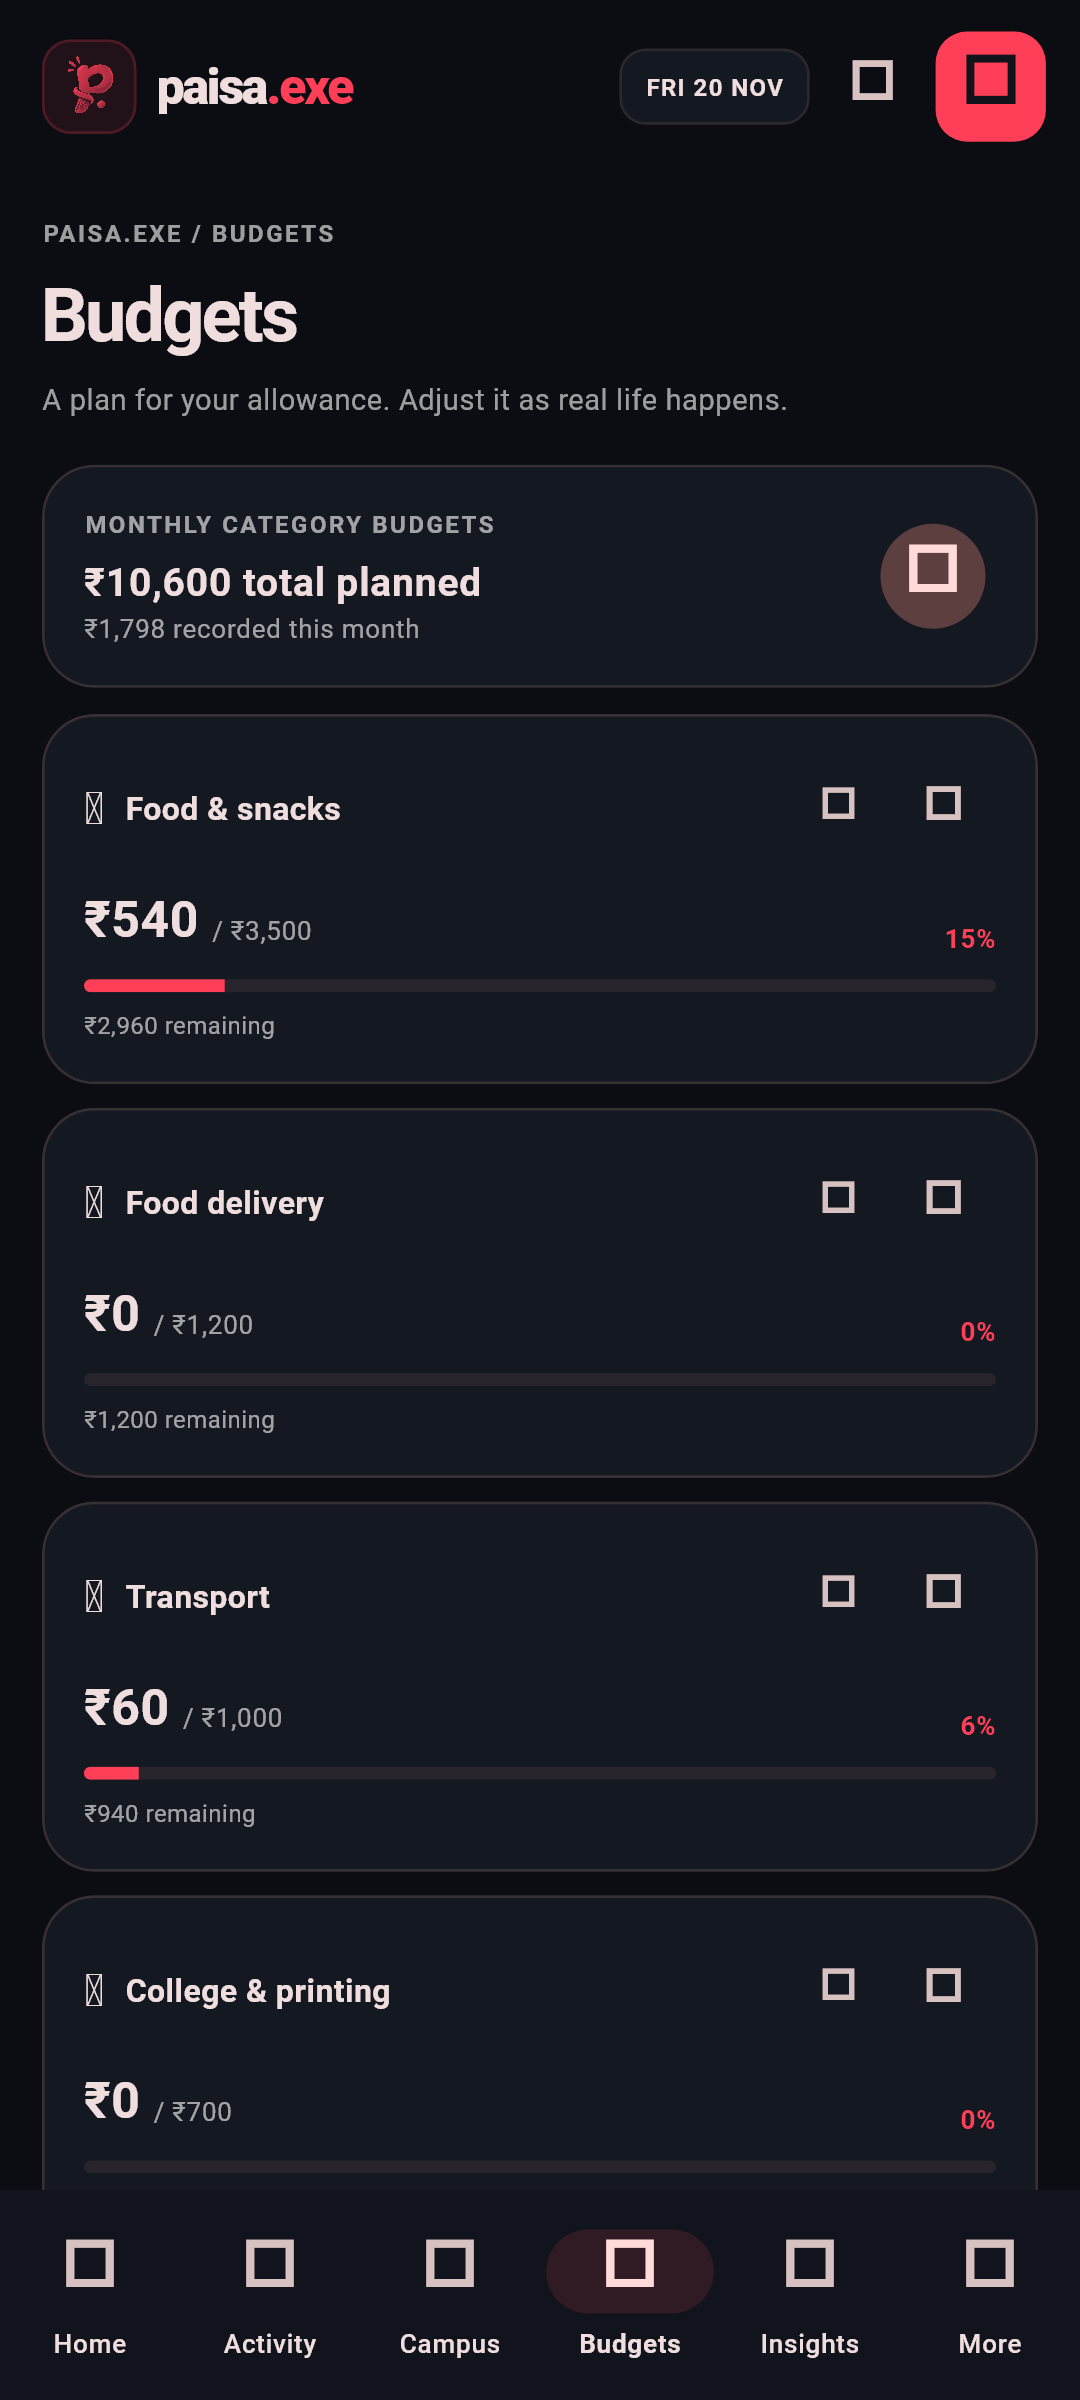 paisa.exe
FRI 20 NOV
PAISA.EXE / BUDGETS
Budgets
A plan for your allowance. Adjust it as real life happens.
MONTHLY CATEGORY BUDGETS
₹10,600 total planned
₹1,798 recorded this month
Food & snacks
₹540 / ₹3,500
15%
₹2,960 remaining
Food delivery
₹0 / ₹1,200
0%
₹1,200 remaining
Transport
₹60 / ₹1,000
6%
₹940 remaining
College & printing
₹0 / ₹700
0%
Home
Activity
Campus
Budgets
Insights
More